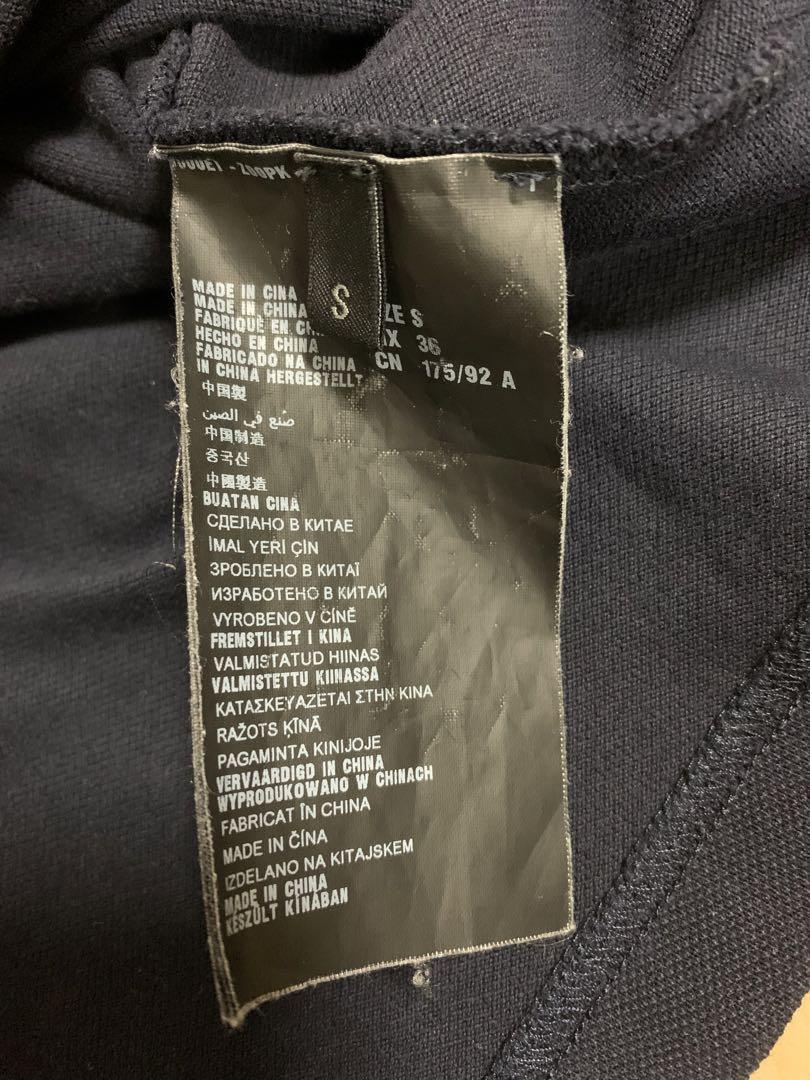 -Z00PK
S
MADE IN CINA
MADE IN CHINA
FABRIQUÉ EN
HECHO EN CHINA
FABRICADO NA CHINA
IN CHINA HERGESTELLT
ZE S
X 36
CN 175/92 A
中国製
صنع في الصين
中国制造
중국산
中國製造
BUATAN CINA
СДЕЛАНО В КИТАЕ
İMAL YERİ ÇİN
ЗРОБЛЕНО В КИТАЇ
ИЗРАБОТЕНО В КИТАЙ
VYROBENO V ČÍNĚ
FREMSTILLET I KINA
VALMISTATUD HIINAS
VALMISTETTU KIINASSA
ΚΑΤΑΣΚΕΥΑΖΕΤΑΙ ΣΤΗΝ ΚΙΝΑ
RAŽOTS ĶĪNĀ
PAGAMINTA KINIJOJE
VERVAARDIGD IN CHINA
WYPRODUKOWANO W CHINACH
FABRICAT ÎN CHINA
MADE IN ČÍNA
IZDELANO NA KITAJSKEM
MADE IN CHINA
KÉSZÜLT KÍNÁBAN